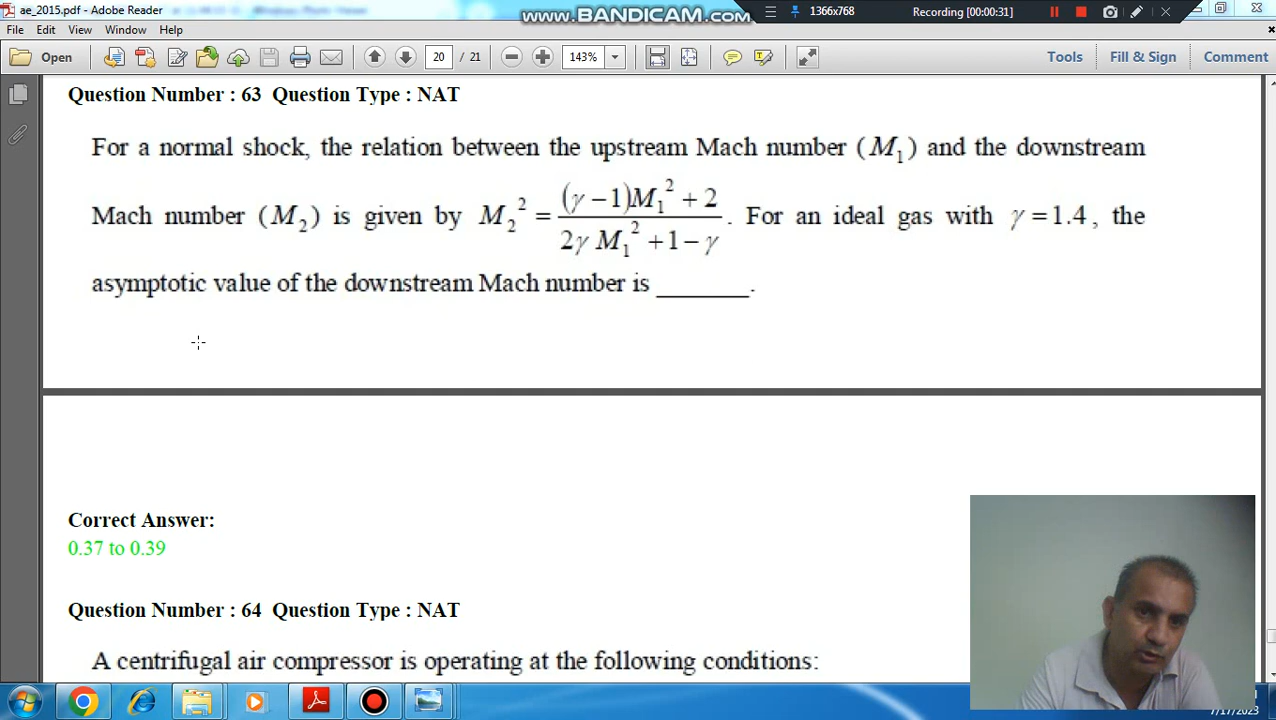 ae_2015.pdf - Adobe Reader
www.BANDICAM.com
1366x768
Recording [00:00:31]
File Edit View Window Help
Open
20 / 21
143%
Tools
Fill & Sign
Comment
Question Number : 63 Question Type : NAT
For a normal shock, the relation between the upstream Mach number (M₁) and the downstream
Mach number (M₂) is given by M₂² = ((γ − 1)M₁² + 2) / (2γ M₁² + 1 − γ). For an ideal gas with γ = 1.4, the
asymptotic value of the downstream Mach number is ________.
Correct Answer:
0.37 to 0.39
Question Number : 64 Question Type : NAT
A centrifugal air compressor is operating at the following conditions:
7/17/2023